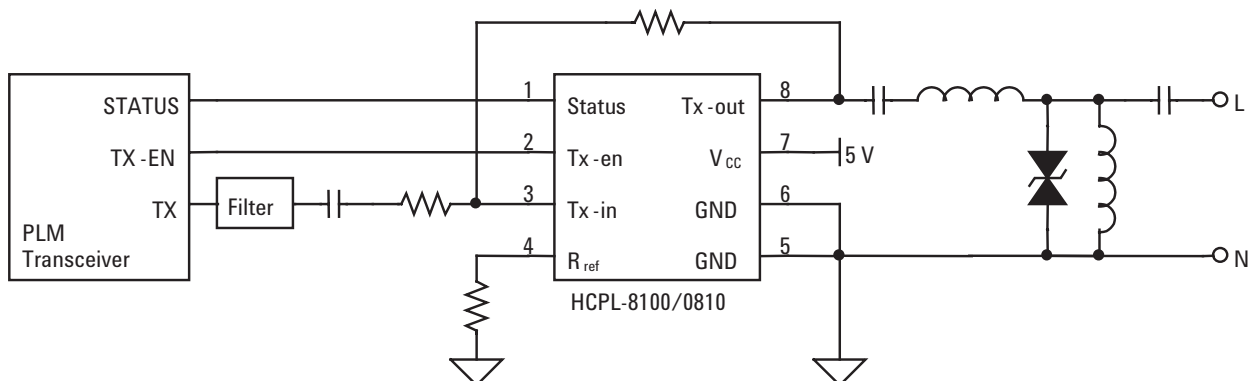 1
8
STATUS
Status
Tx-out
L
2
7
TX-EN
Tx-en
VCC
5 V
3
6
TX
Filter
Tx-in
GND
PLM
Transceiver
4
5
Rref
GND
N
HCPL-8100/0810